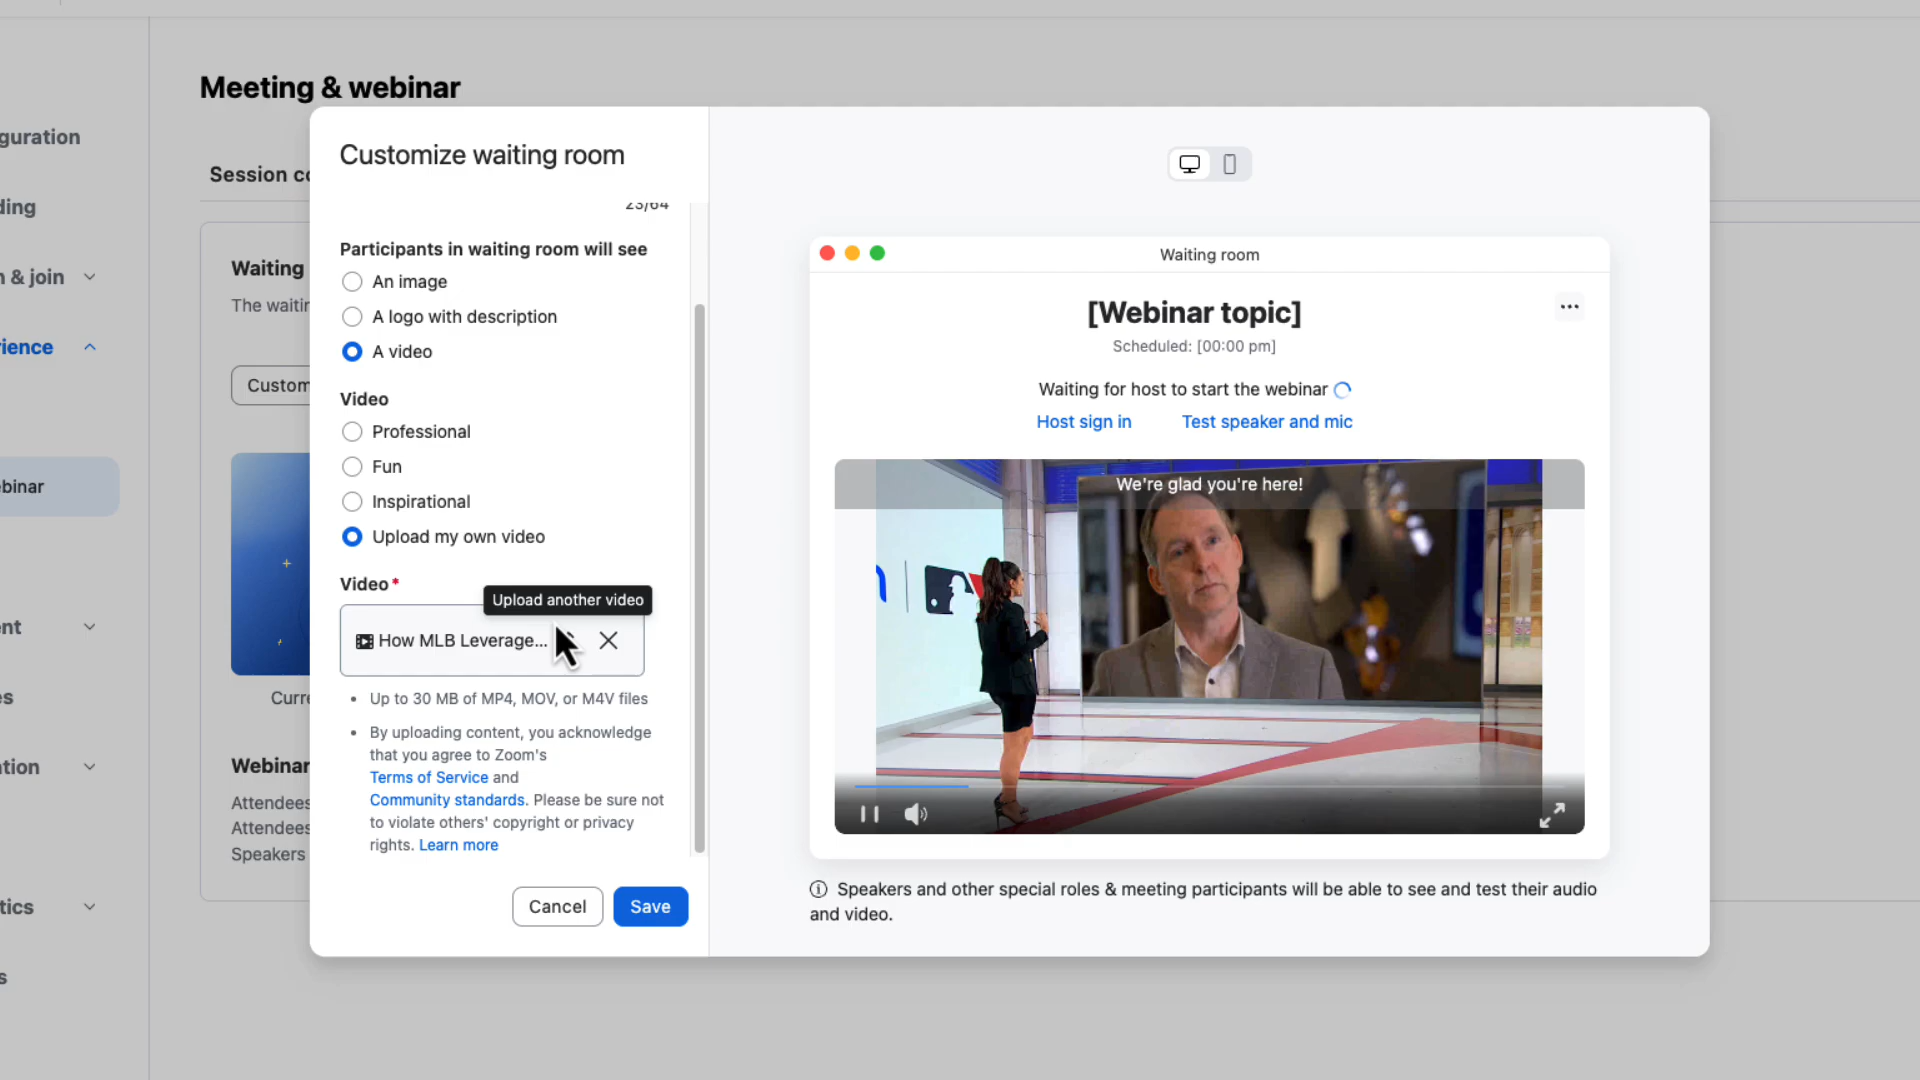 Meeting & webinar
guration
Session co
ding
n & join
Waiting
The waitin
rience
Custom
ebinar
ent
es
Curre
ation
Webinar
Attendees
Attendees
Speakers
tics
s
Customize waiting room
23/64
Participants in waiting room will see
An image
A logo with description
A video
Video
Professional
Fun
Inspirational
Upload my own video
Video*
Upload another video
How MLB Leverage...
• Up to 30 MB of MP4, MOV, or M4V files
• By uploading content, you acknowledge
that you agree to Zoom's
Terms of Service and
Community standards. Please be sure not
to violate others' copyright or privacy
rights. Learn more
Cancel
Save
Waiting room
[Webinar topic]
Scheduled: [00:00 pm]
Waiting for host to start the webinar
Host sign in
Test speaker and mic
We're glad you're here!
Speakers and other special roles & meeting participants will be able to see and test their audio
and video.